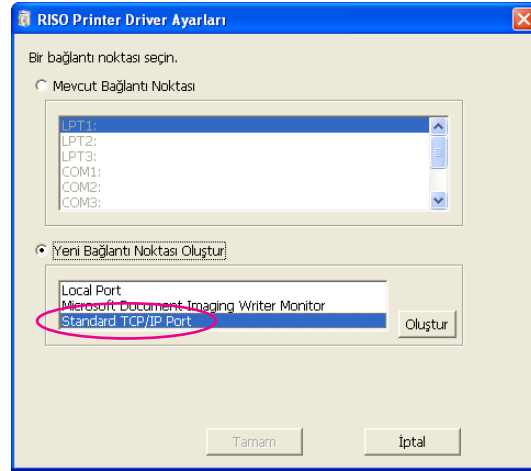 RISO Printer Driver Ayarları
Bir bağlantı noktası seçin.
Mevcut Bağlantı Noktası
LPT1:
LPT2:
LPT3:
COM1:
COM2:
COM3:
Yeni Bağlantı Noktası Oluştur
Local Port
Microsoft Document Imaging Writer Monitor
Standard TCP/IP Port
Oluştur
Tamam
İptal